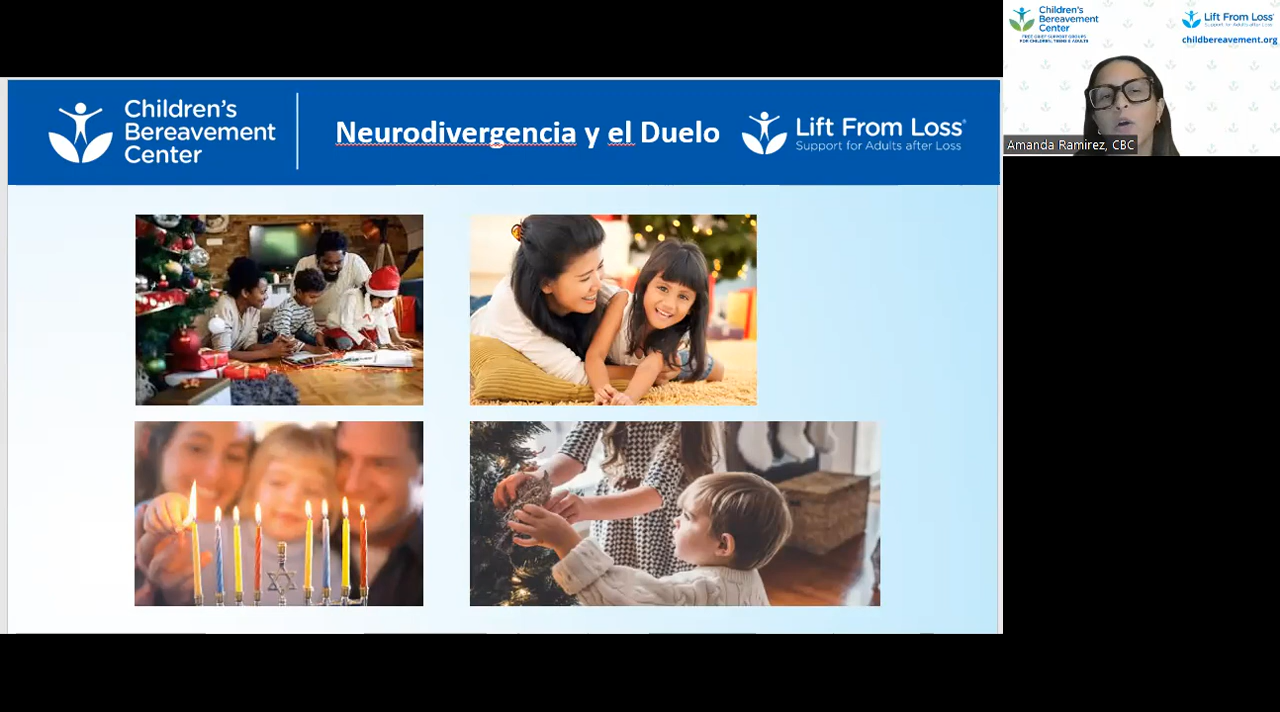 Children's
Bereavement
Center
Neurodivergencia y el Duelo
Lift From Loss®
Support for Adults after Loss
Children's
Bereavement
Center
FREE GRIEF SUPPORT GROUPS
FOR CHILDREN, TEENS & ADULTS
Lift From Loss®
Support for Adults after Loss
childbereavement.org
Amanda Ramirez, CBC